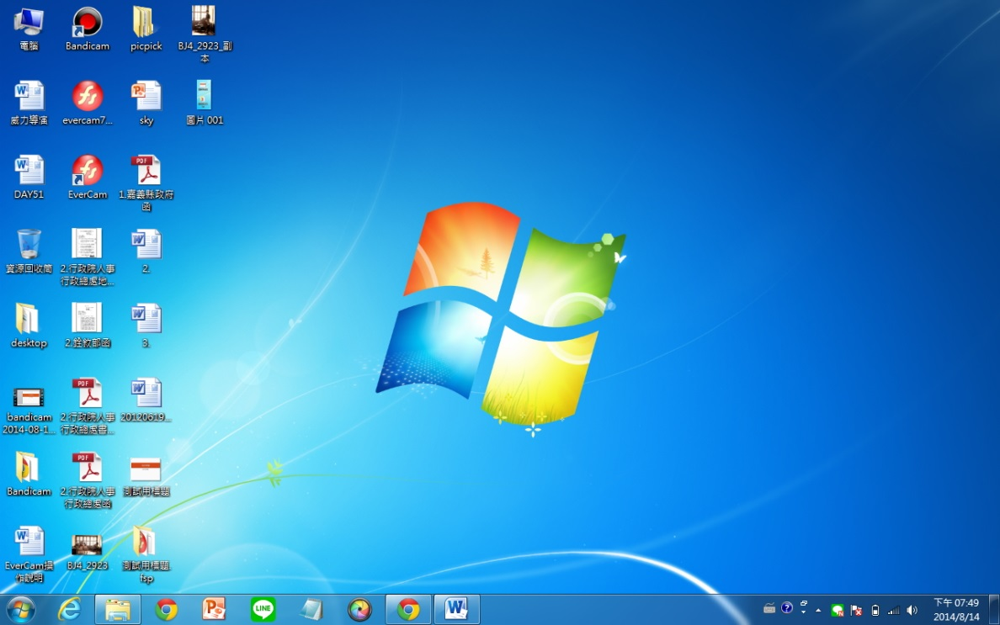 電腦
Bandicam
picpick
BJ4_2923_副
本
威力導演
evercam7...
sky
圖片 001
DAY51
EverCam
1.嘉義縣政府
函
資源回收筒
2.行政院人事
行政總處地...
2.
desktop
2.銓敘部函
3.
bandicam
2014-08-1...
2.行政院人事
行政總處書...
20120619...
Bandicam
2.行政院人事
行政總處函
測試用標題
EverCam操
作說明
BJ4_2923
測試用標題.
fsp
LINE
下午 07:49
2014/8/14